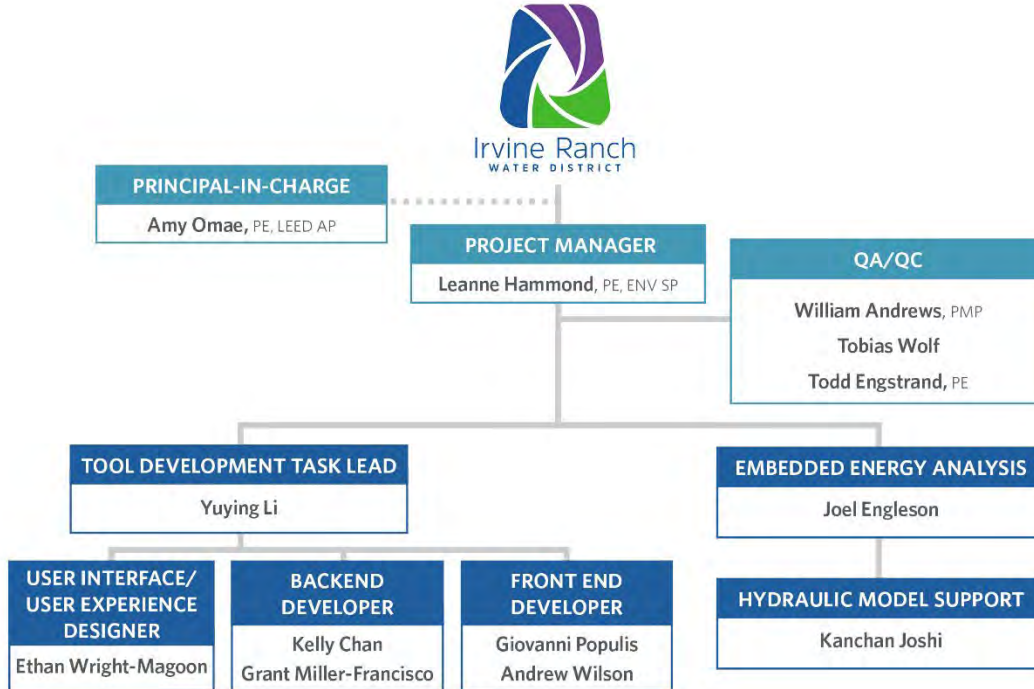 Irvine Ranch
WATER DISTRICT
PRINCIPAL-IN-CHARGE
Amy Omae, PE, LEED AP
PROJECT MANAGER
Leanne Hammond, PE, ENV SP
QA/QC
William Andrews, PMP
Tobias Wolf
Todd Engstrand, PE
TOOL DEVELOPMENT TASK LEAD
Yuying Li
EMBEDDED ENERGY ANALYSIS
Joel Engleson
USER INTERFACE/
USER EXPERIENCE
DESIGNER
Ethan Wright-Magoon
BACKEND
DEVELOPER
Kelly Chan
Grant Miller-Francisco
FRONT END
DEVELOPER
Giovanni Populis
Andrew Wilson
HYDRAULIC MODEL SUPPORT
Kanchan Joshi